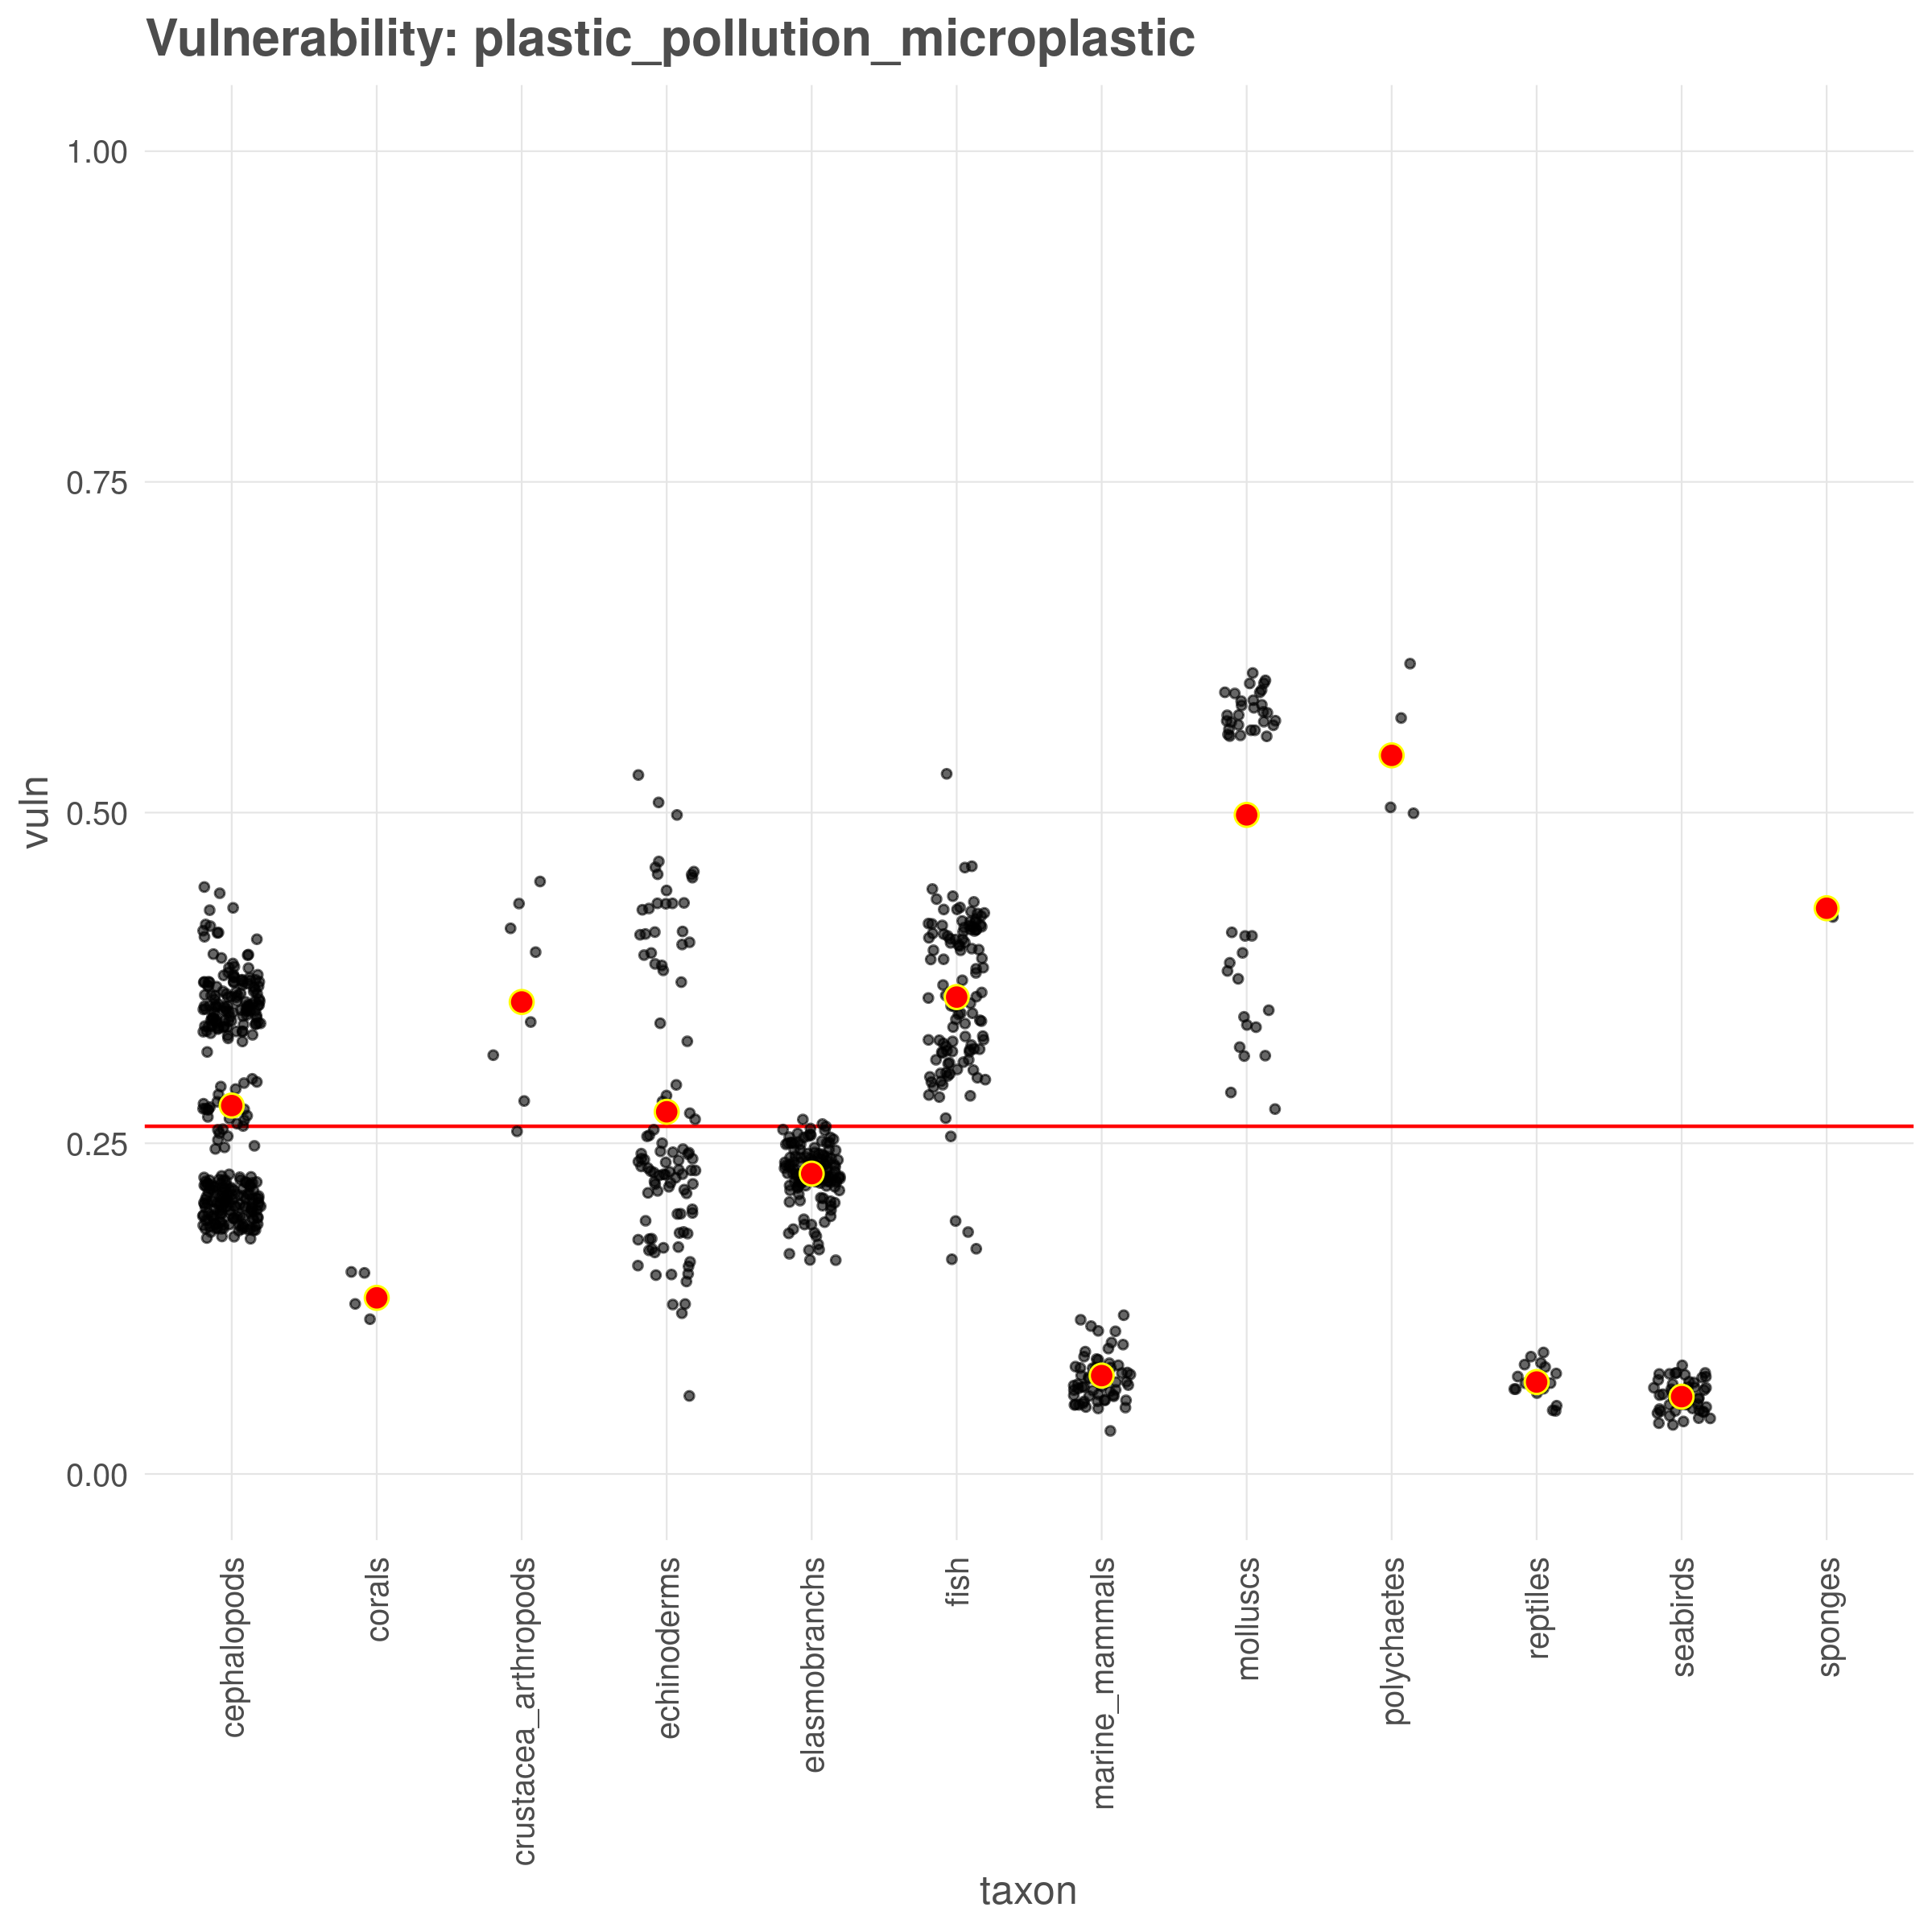 Vulnerability: plastic_pollution_microplastic
1.00
0.75
0.50
0.25
0.00
vuln
cephalopods
corals
crustacea_arthropods
echinoderms
elasmobranchs
fish
marine_mammals
molluscs
polychaetes
reptiles
seabirds
sponges
taxon